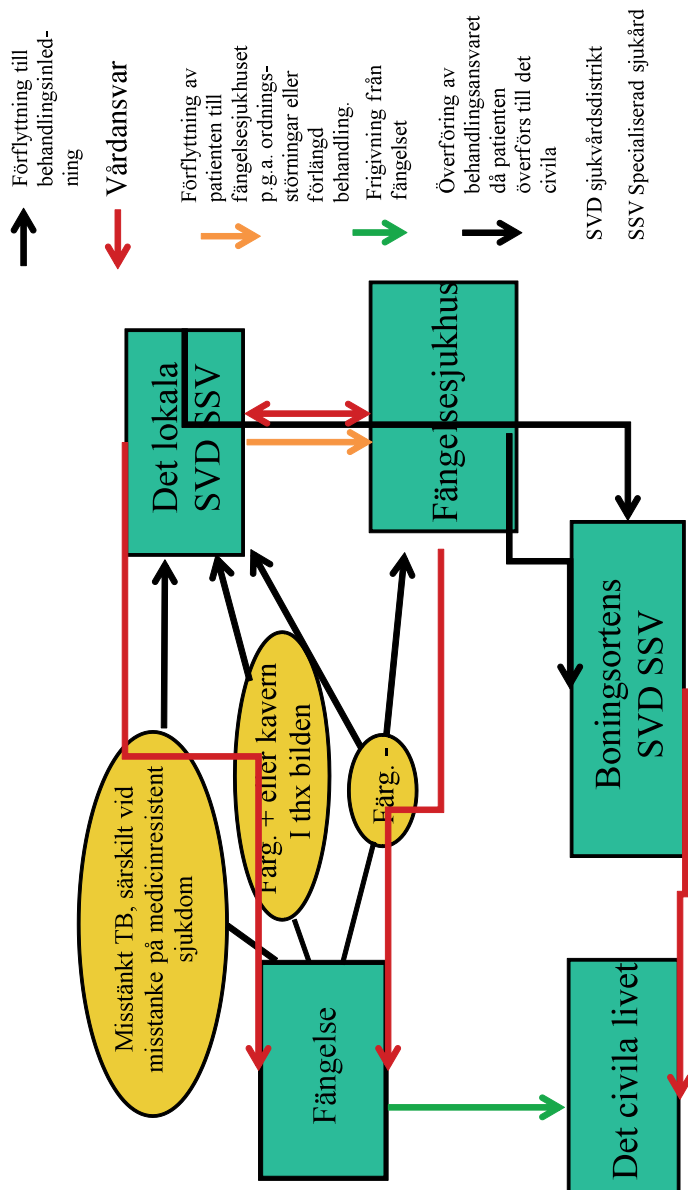 Misstänkt TB, särskilt vid
misstanke på medicinresistent
sjukdom
Färg. + eller kavern
I thx bilden
Färg. -
Fängelse
Det lokala
SVD SSV
Fängelsesjukhus
Det civila livet
Boningsortens
SVD SSV
Förflyttning till
behandlingsinled-
ning
Vårdansvar
Förflyttning av
patienten till
fängelsesjukhuset
p.g.a. ordnings-
störningar eller
förlängd
behandling.
Frigivning från
fängelset
Överföring av
behandlingsansvaret
då patienten
överförs till det
civila
SVD sjukvårdsdistrikt
SSV Specialiserad sjukård